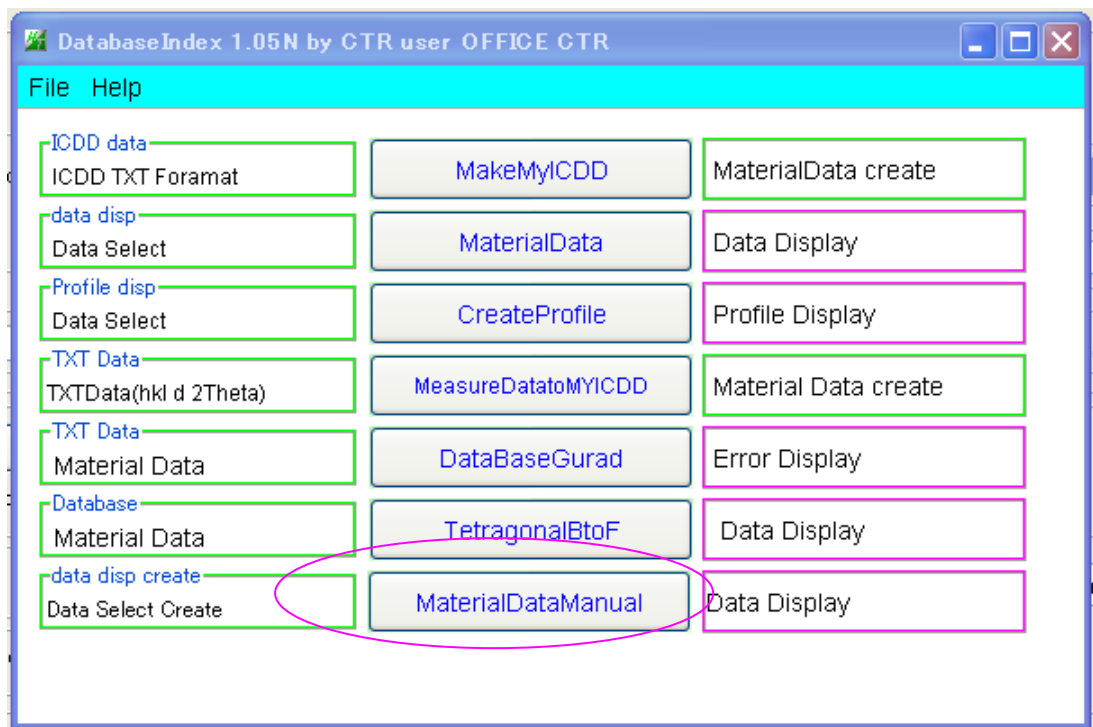 DatabaseIndex 1.05N by CTR user OFFICE CTR
File Help
ICDD data
ICDD TXT Foramat
MakeMyICDD
MaterialData create
data disp
Data Select
MaterialData
Data Display
Profile disp
Data Select
CreateProfile
Profile Display
TXT Data
TXTData(hkl d 2Theta)
MeasureDatatoMYICDD
Material Data create
TXT Data
Material Data
DataBaseGurad
Error Display
Database
Material Data
TetragonalBtoF
Data Display
data disp create
Data Select Create
MaterialDataManual
Data Display